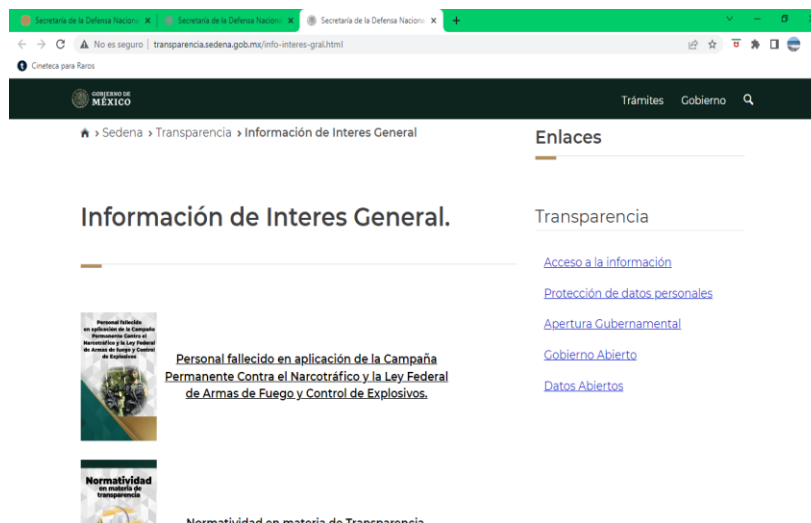 Secretaría de la Defensa Naciona
Secretaría de la Defensa Naciona
Secretaría de la Defensa Naciona
No es seguro
transparencia.sedena.gob.mx/info-interes-gral.html
Cineteca para Raros
GOBIERNO DE
MÉXICO
Trámites Gobierno
Sedena > Transparencia > Información de Interes General
Enlaces
Información de Interes General.
Transparencia
Acceso a la información
Protección de datos personales
Apertura Gubernamental
Gobierno Abierto
Datos Abiertos
Personal fallecido
en aplicación de la Campaña
Permanente Contra el
Narcotráfico y la Ley Federal
de Armas de Fuego y Control
de Explosivos
Personal fallecido en aplicación de la Campaña
Permanente Contra el Narcotráfico y la Ley Federal
de Armas de Fuego y Control de Explosivos.
Normatividad
en materia de
transparencia
Normatividad en materia de Transparencia